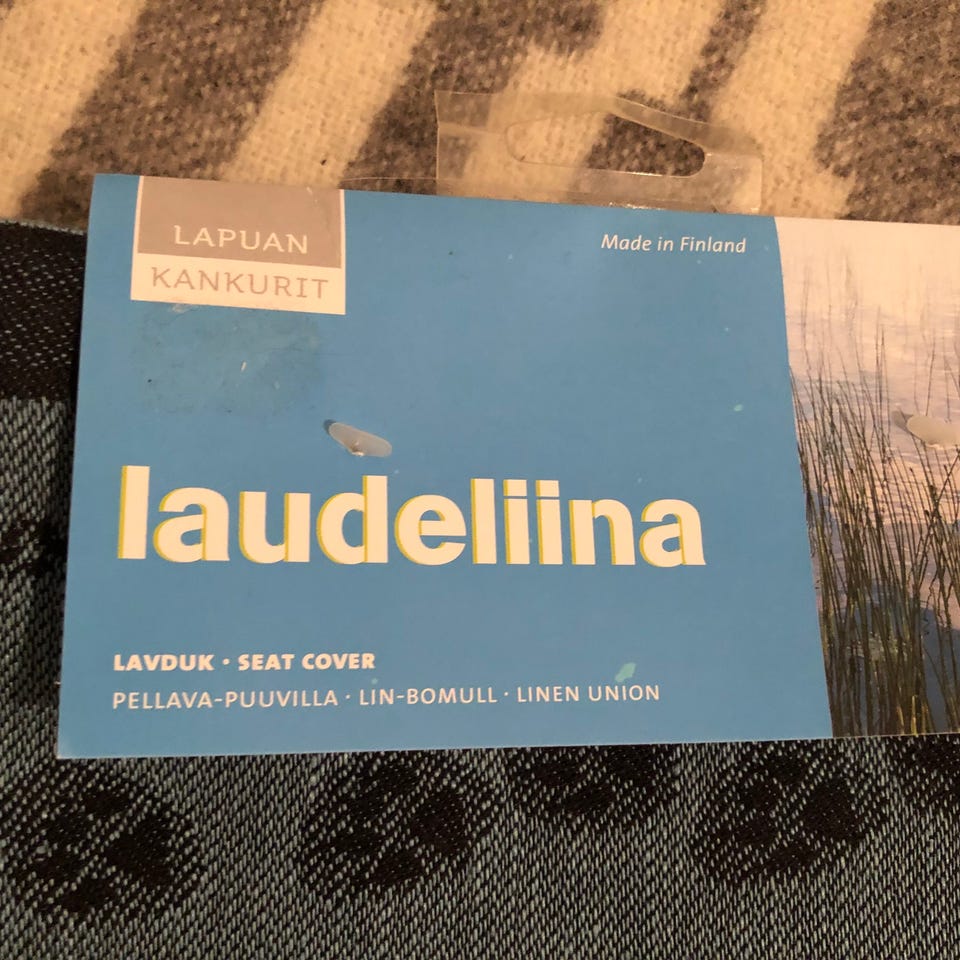 LAPUAN
KANKURIT
Made in Finland
laudeliina
LAVDUK · SEAT COVER
PELLAVA-PUUVILLA · LIN-BOMULL · LINEN UNION